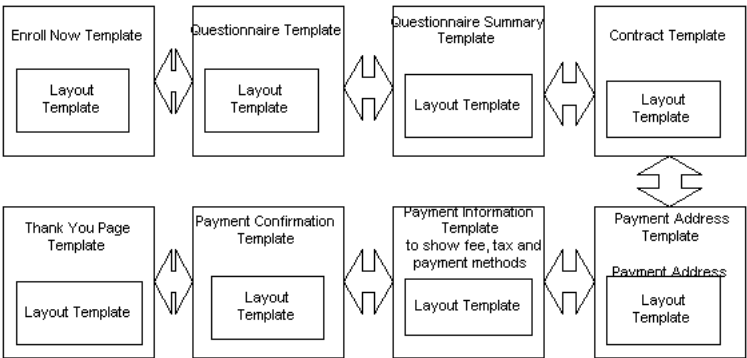 Enroll Now Template
Layout
Template
Questionnaire Template
Layout
Template
Questionnaire Summary
Template
Layout Template
Contract Template
Layout
Template
Thank You Page
Template
Layout Template
Payment Confirmation
Template
Layout
Template
Payment Information
Template
to show fee, tax and
payment methods
Layout Template
Payment Address
Template
Payment Address
Layout
Template